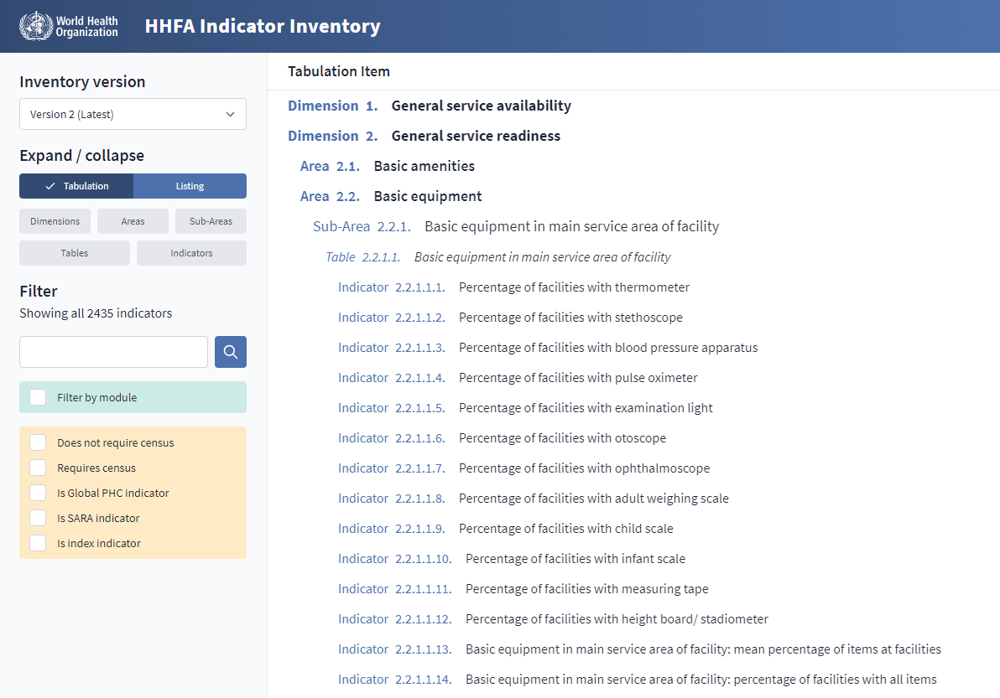 World Health
Organization
HHFA Indicator Inventory
Inventory version
Version 2 (Latest)
Expand / collapse
Tabulation
Listing
Dimensions
Areas
Sub-Areas
Tables
Indicators
Filter
Showing all 2435 indicators
Filter by module
Does not require census
Requires census
Is Global PHC indicator
Is SARA indicator
Is index indicator
Tabulation Item
Dimension 1. General service availability
Dimension 2. General service readiness
Area 2.1. Basic amenities
Area 2.2. Basic equipment
Sub-Area 2.2.1. Basic equipment in main service area of facility
Table 2.2.1.1. Basic equipment in main service area of facility
Indicator 2.2.1.1.1. Percentage of facilities with thermometer
Indicator 2.2.1.1.2. Percentage of facilities with stethoscope
Indicator 2.2.1.1.3. Percentage of facilities with blood pressure apparatus
Indicator 2.2.1.1.4. Percentage of facilities with pulse oximeter
Indicator 2.2.1.1.5. Percentage of facilities with examination light
Indicator 2.2.1.1.6. Percentage of facilities with otoscope
Indicator 2.2.1.1.7. Percentage of facilities with ophthalmoscope
Indicator 2.2.1.1.8. Percentage of facilities with adult weighing scale
Indicator 2.2.1.1.9. Percentage of facilities with child scale
Indicator 2.2.1.1.10. Percentage of facilities with infant scale
Indicator 2.2.1.1.11. Percentage of facilities with measuring tape
Indicator 2.2.1.1.12. Percentage of facilities with height board/ stadiometer
Indicator 2.2.1.1.13. Basic equipment in main service area of facility: mean percentage of items at facilities
Indicator 2.2.1.1.14. Basic equipment in main service area of facility: percentage of facilities with all items